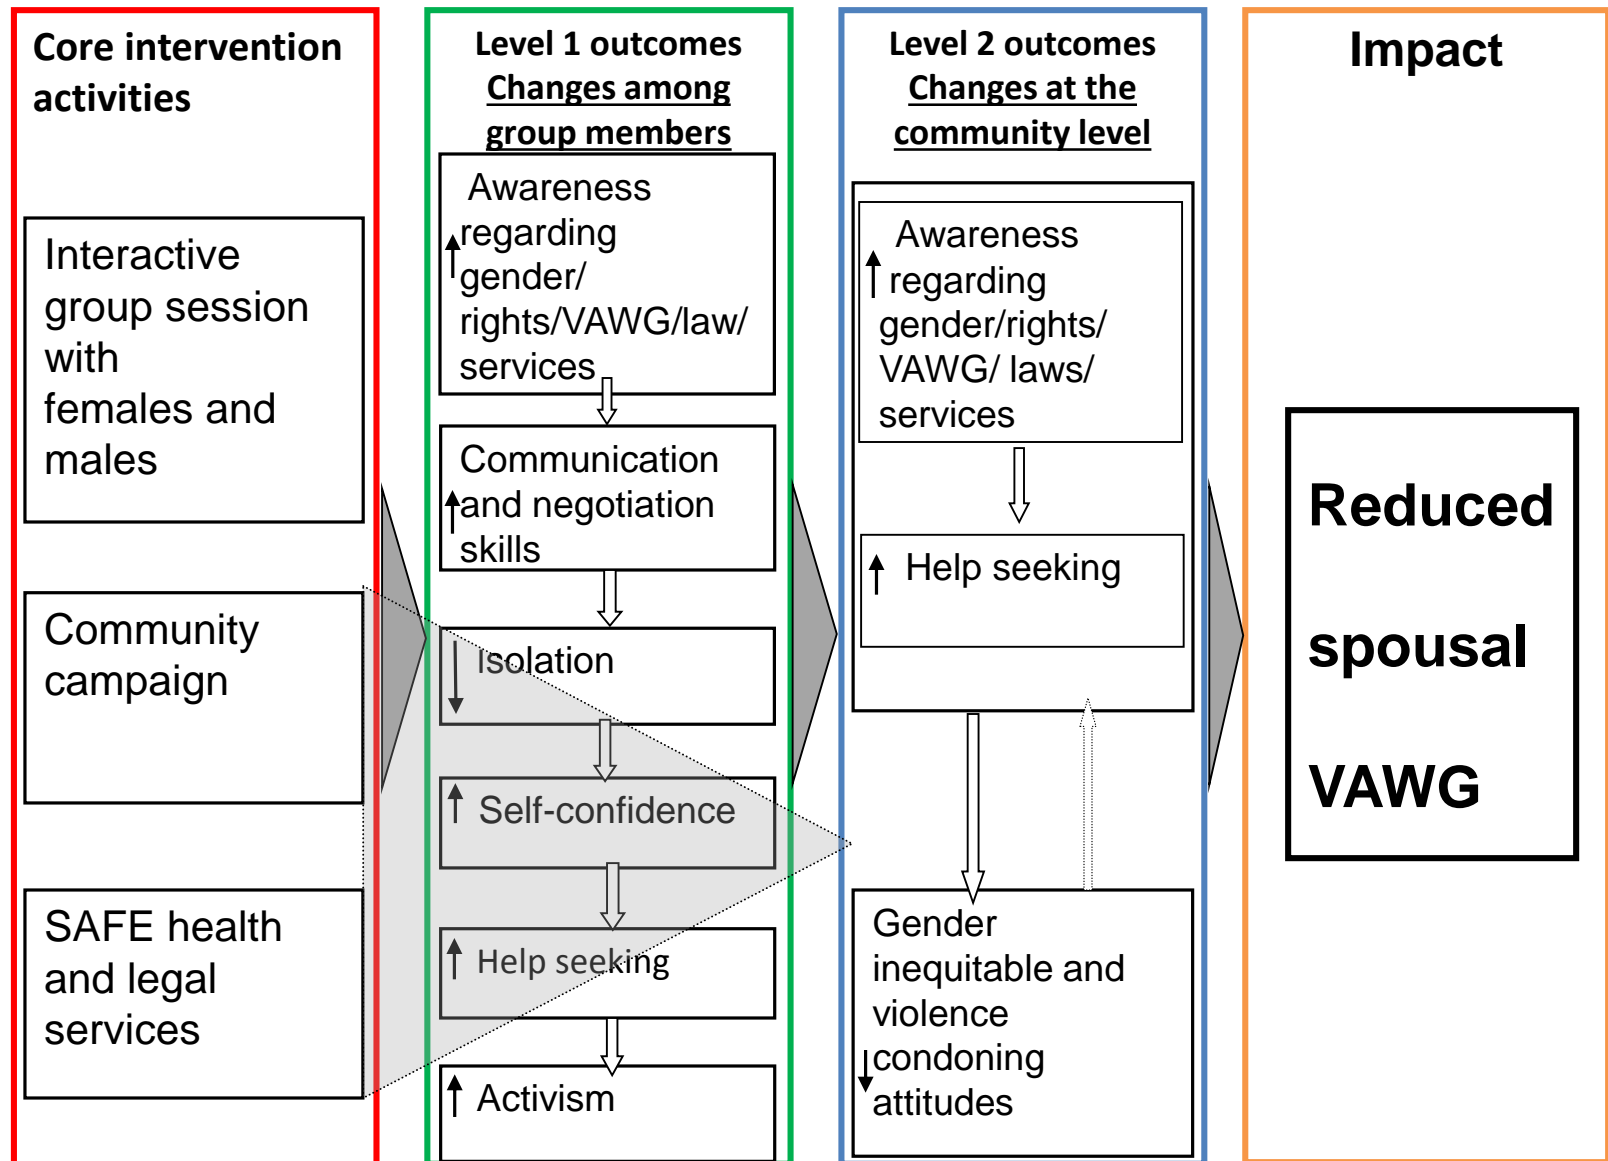 Core intervention
activities
Interactive
group session
with
females and
males
Community
campaign
SAFE health
and legal
services
Level 1 outcomes
Changes among
group members
Awareness
regarding
gender/
rights/VAWG/law/
services
Communication
and negotiation
skills
Isolation
Self-confidence
Help seeking
Activism
Level 2 outcomes
Changes at the
community level
Awareness
regarding
gender/rights/
VAWG/ laws/
services
Help seeking
Gender
inequitable and
violence
condoning
attitudes
Impact
Reduced
spousal
VAWG